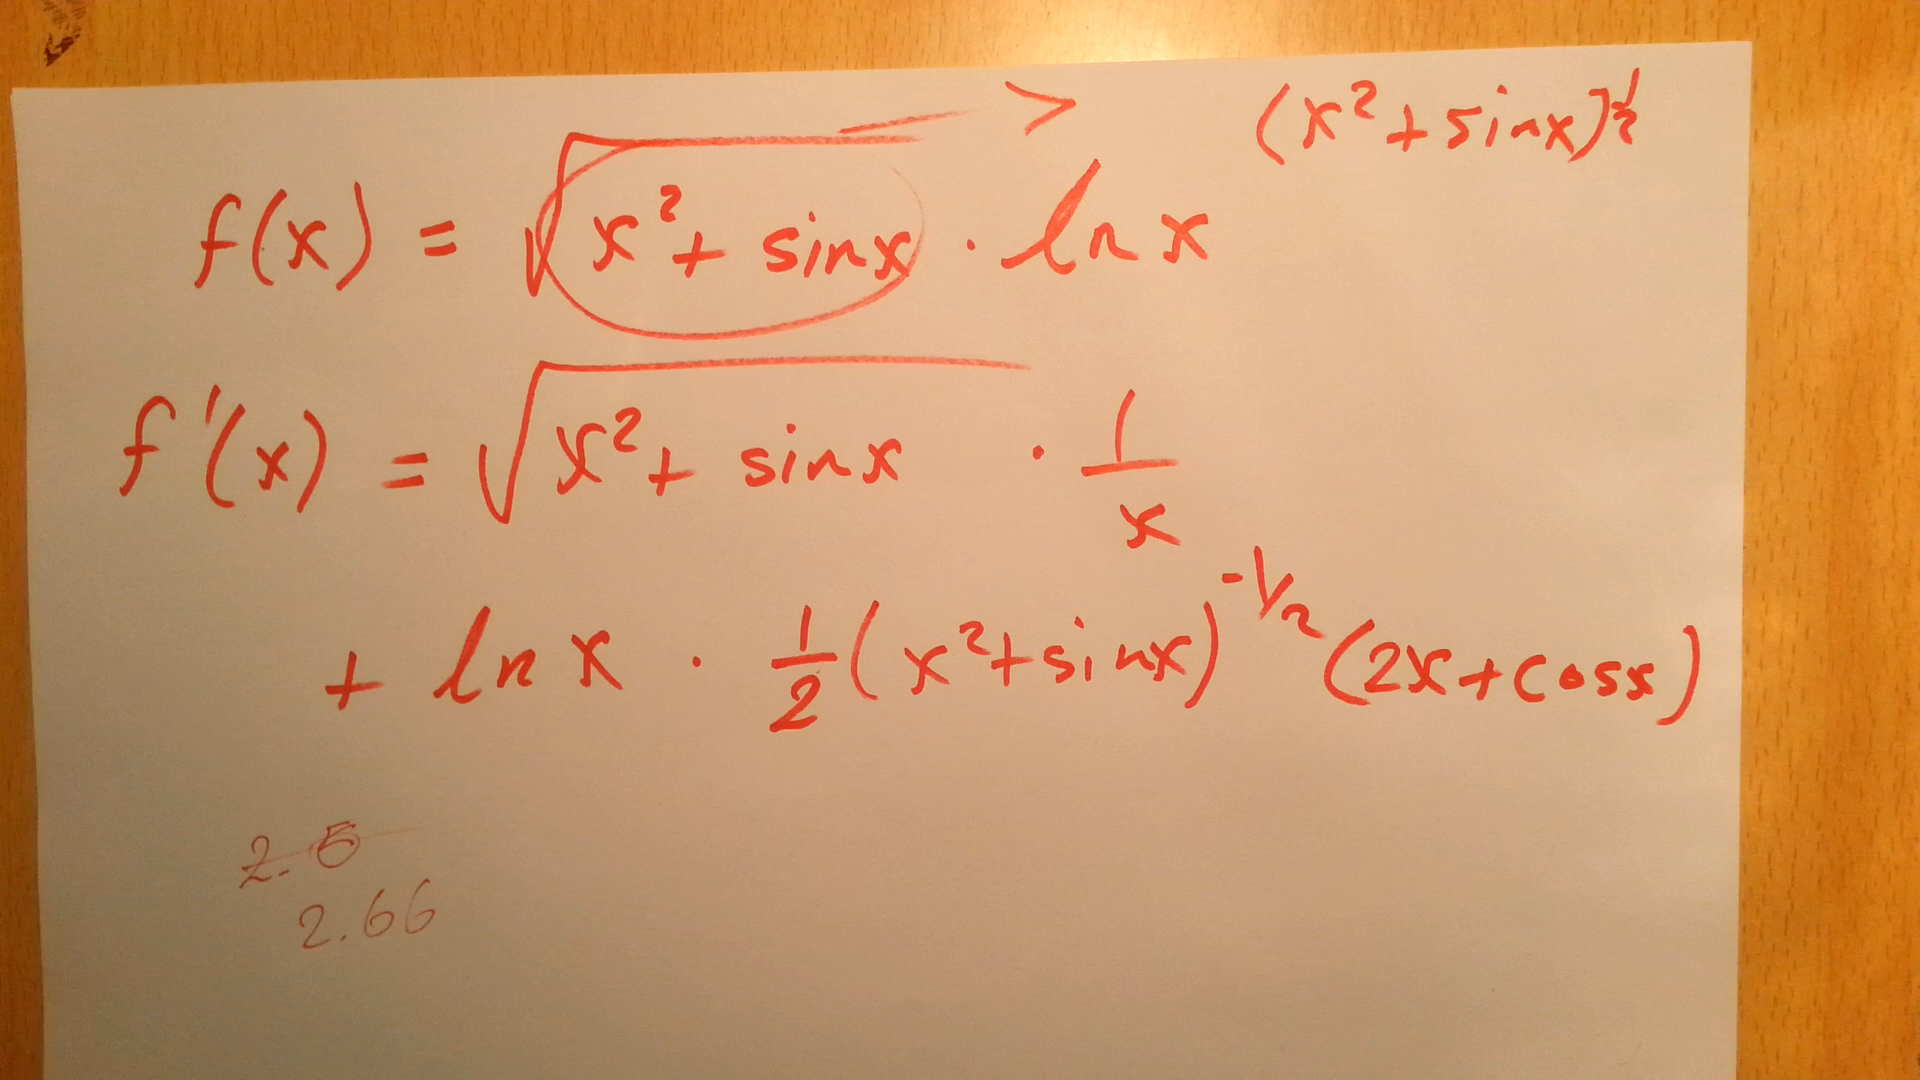 (x²+sinx)^½
f(x) = √(x²+ sinx) · ln x
f'(x) = √(x²+ sinx) · 1/x
+ ln x · 1/2 (x²+sinx)^-1/2 (2x+cosx)
2.5
2.66